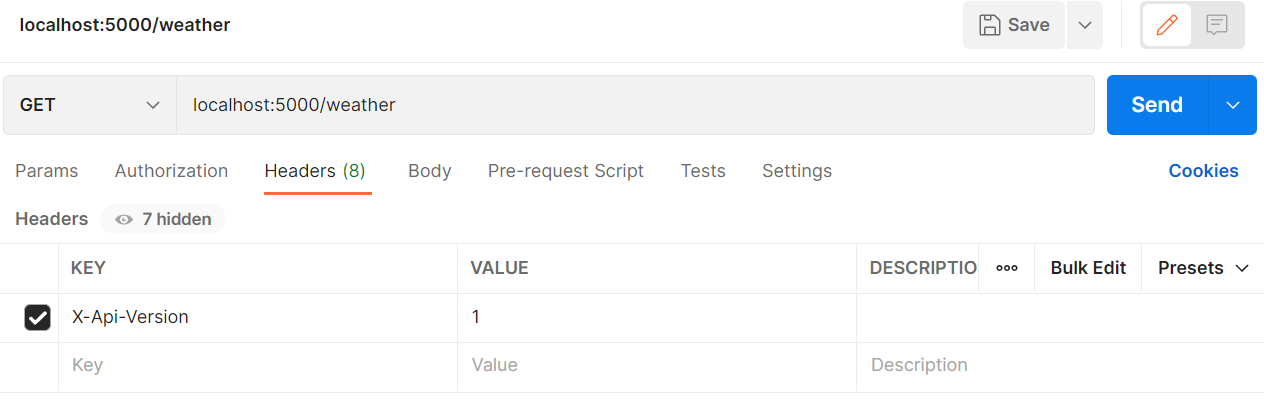 localhost:5000/weather Save
GET localhost:5000/weather Send
Params Authorization Headers (8) Body Pre-request Script Tests Settings Cookies
Headers 7 hidden
KEY VALUE DESCRIPTIO Bulk Edit Presets
X-Api-Version 1
Key Value Description